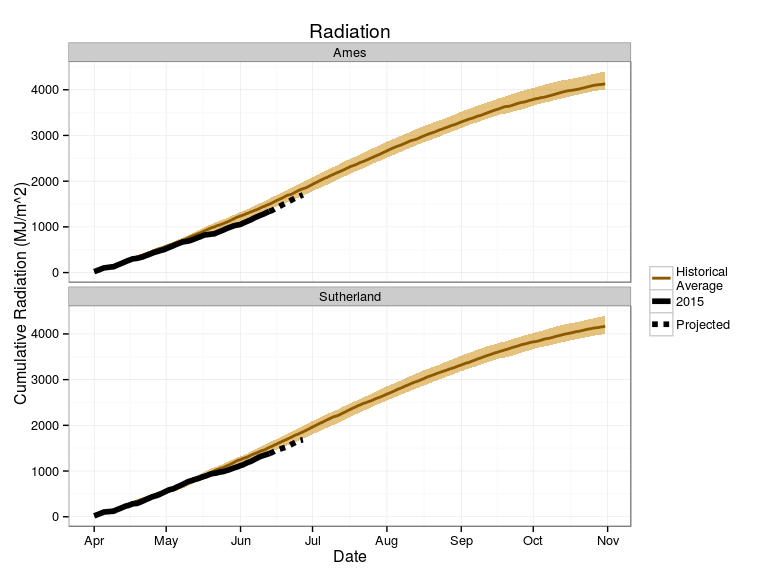 Radiation
Ames
4000
3000
2000
1000
0
Sutherland
4000
3000
2000
1000
0
Apr May Jun Jul Aug Sep Oct Nov
Date
Cumulative Radiation (MJ/m^2)
Historical
Average
2015
Projected